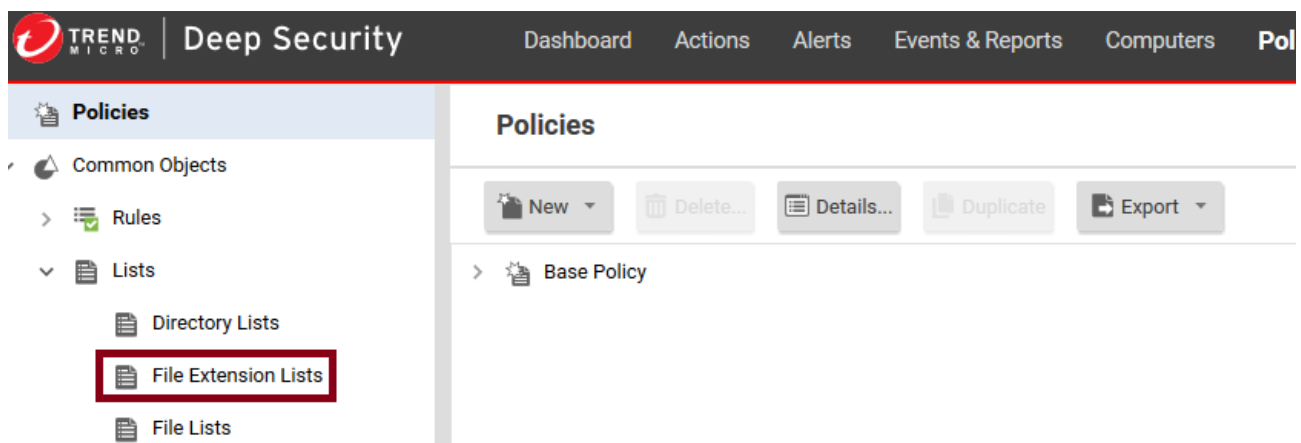 TREND MICRO | Deep Security
Dashboard Actions Alerts Events & Reports Computers Pol
Policies
Common Objects
Rules
Lists
Directory Lists
File Extension Lists
File Lists
Policies
New Delete... Details... Duplicate Export
Base Policy